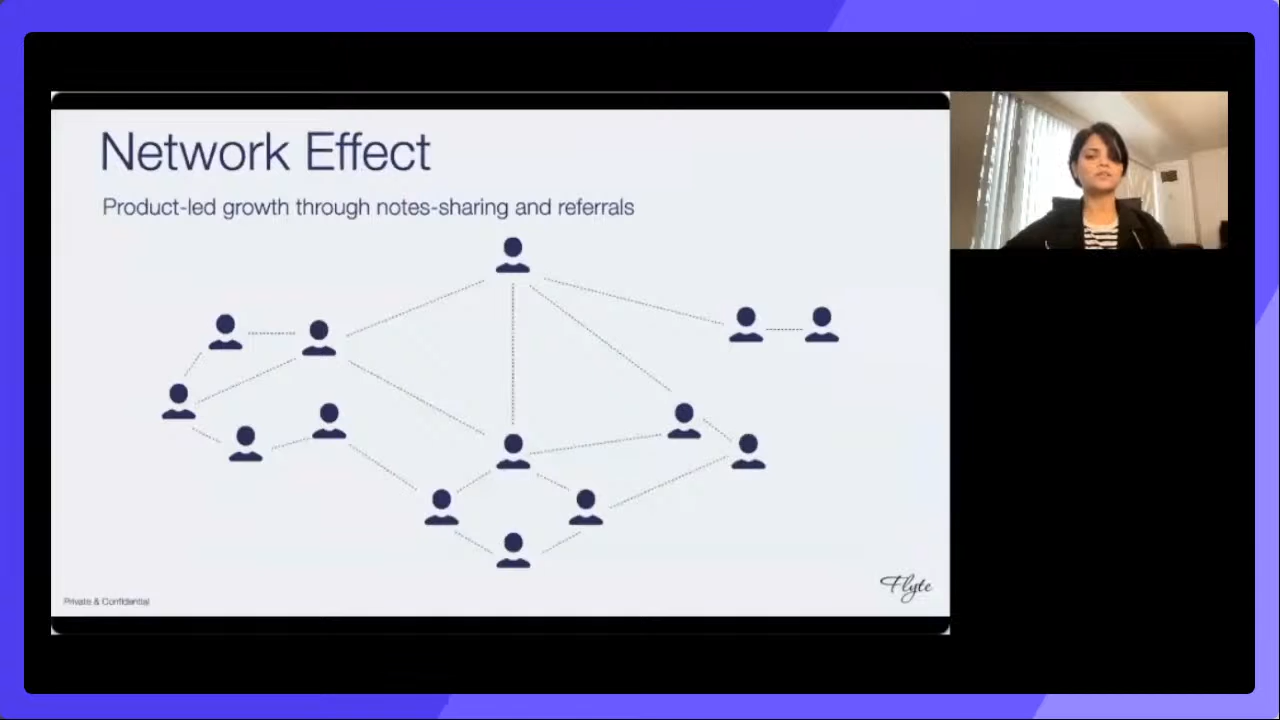 Network Effect
Product-led growth through notes-sharing and referrals
Private & Confidential
Flyte